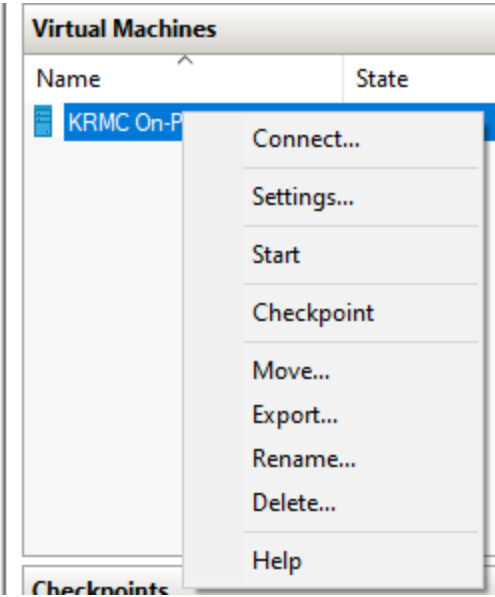 Virtual Machines
Name State
KRMC On-P
Connect...
Settings...
Start
Checkpoint
Move...
Export...
Rename...
Delete...
Help
Checkpoints